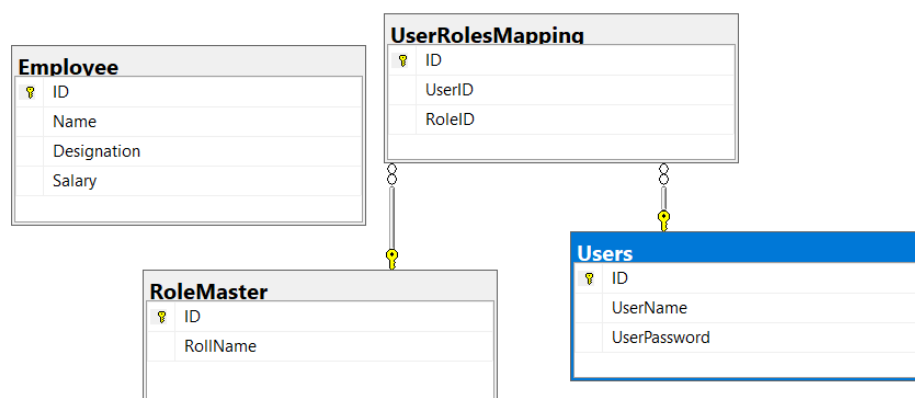 Employee
ID
Name
Designation
Salary
UserRolesMapping
ID
UserID
RoleID
RoleMaster
ID
RollName
Users
ID
UserName
UserPassword